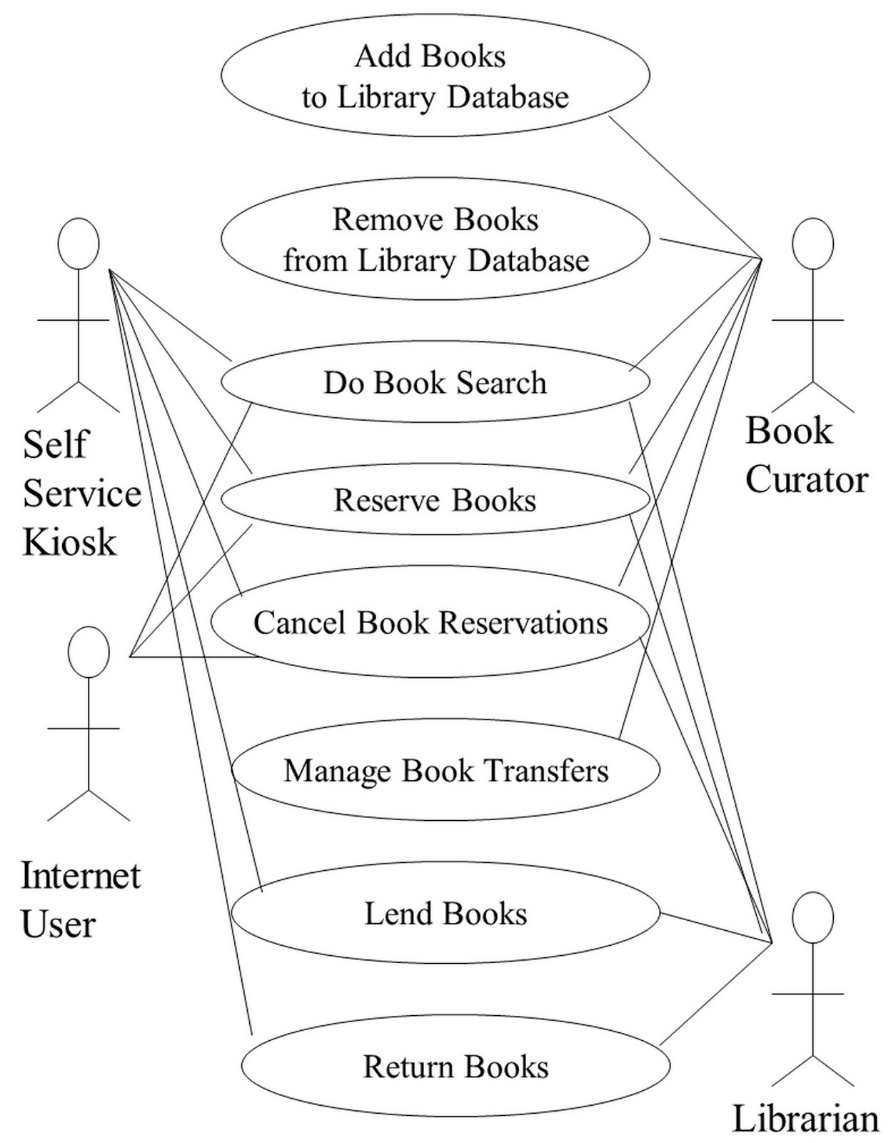 Add Books
to Library Database
Remove Books
from Library Database
Do Book Search
Self
Service
Kiosk
Book
Curator
Reserve Books
Cancel Book Reservations
Manage Book Transfers
Internet
User
Lend Books
Return Books
Librarian